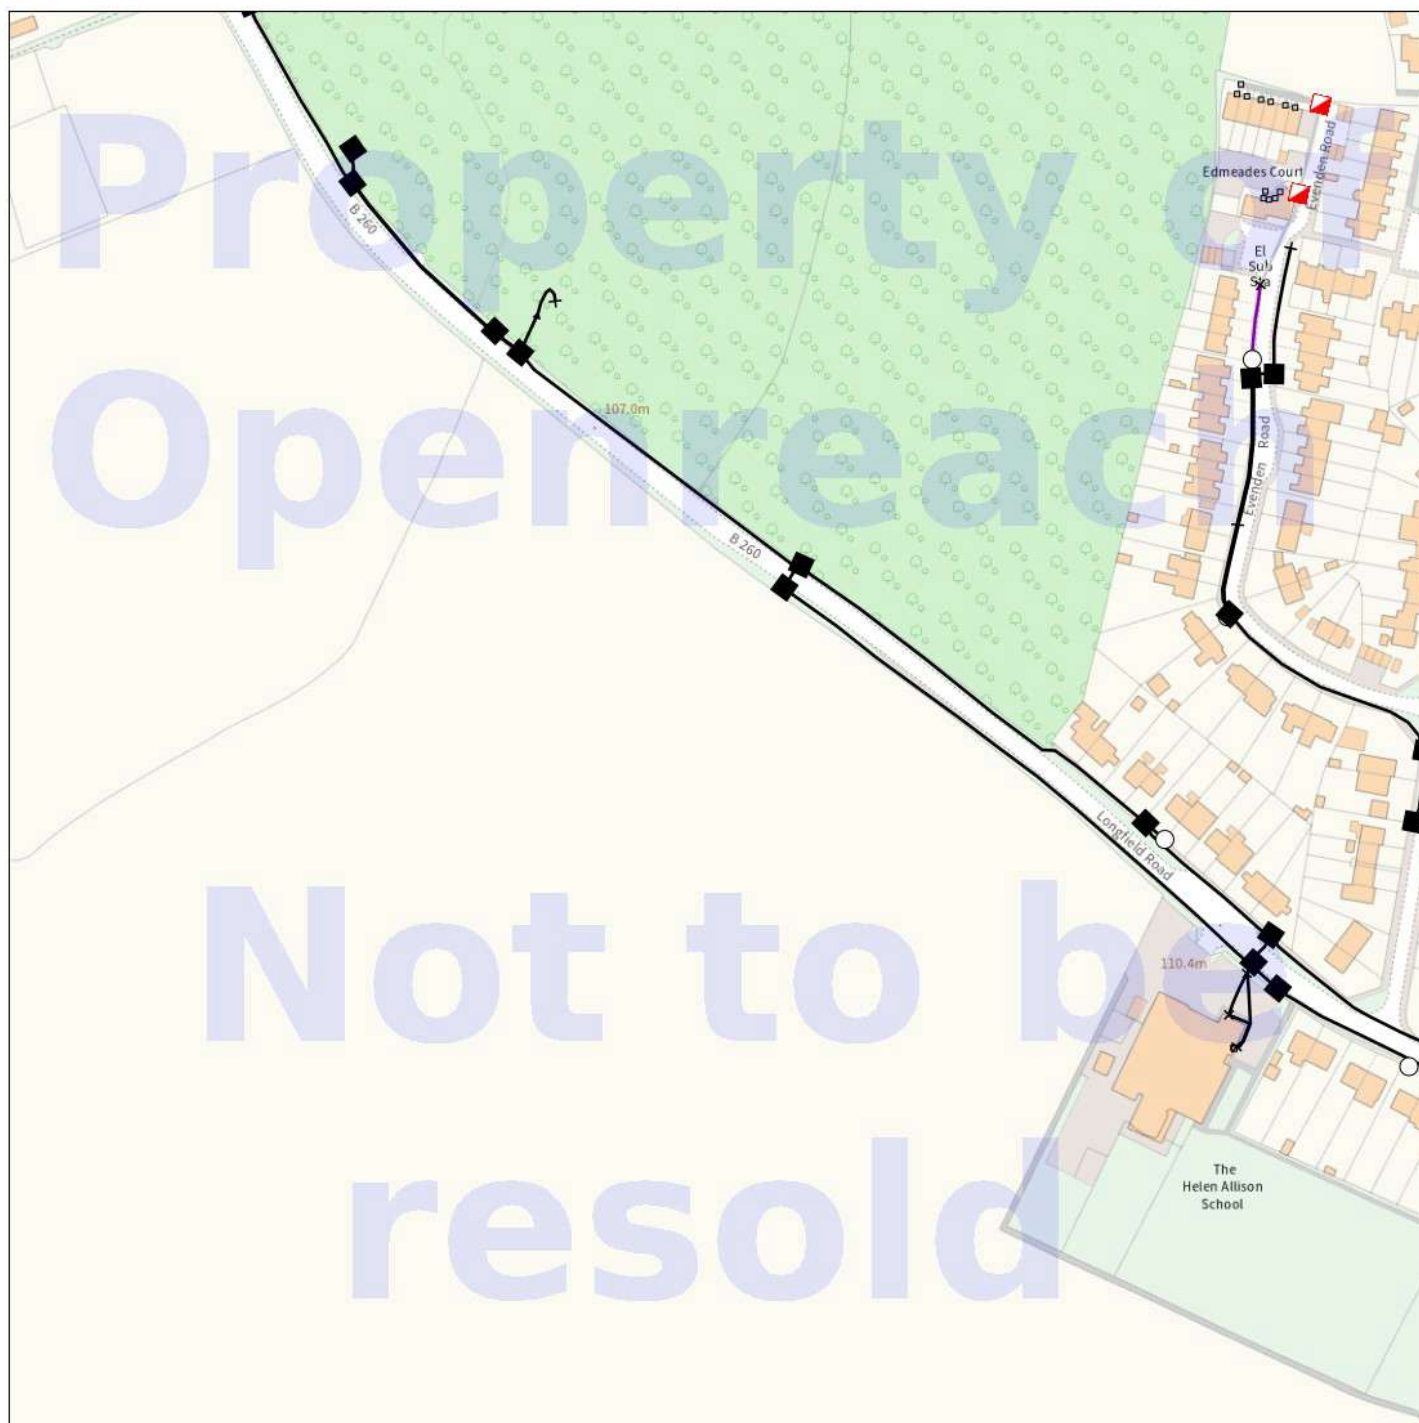 Property of
Openreach
Not to be
resold
B 260
107.0m
B 260
Longfield Road
110.4m
Edmeades Court
Evenden Road
El
Sub
Sta
Evenden Road
The
Helen Allison
School